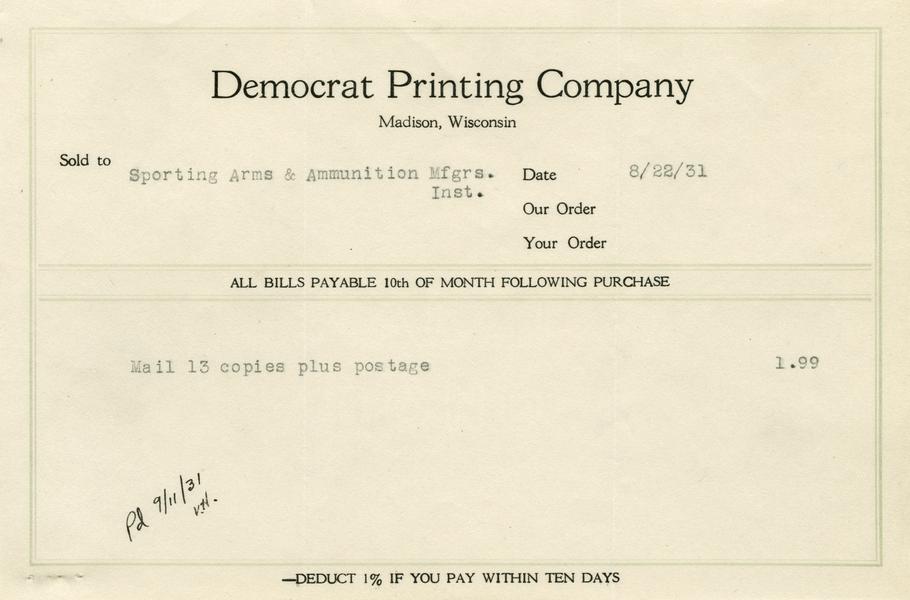 Democrat Printing Company
Madison, Wisconsin
Sold to
Sporting Arms & Ammunition Mfgrs.
Inst.
Date 8/22/31
Our Order
Your Order
ALL BILLS PAYABLE 10th OF MONTH FOLLOWING PURCHASE
Mail 13 copies plus postage 1.99
Pd 9/11/31
—DEDUCT 1% IF YOU PAY WITHIN TEN DAYS